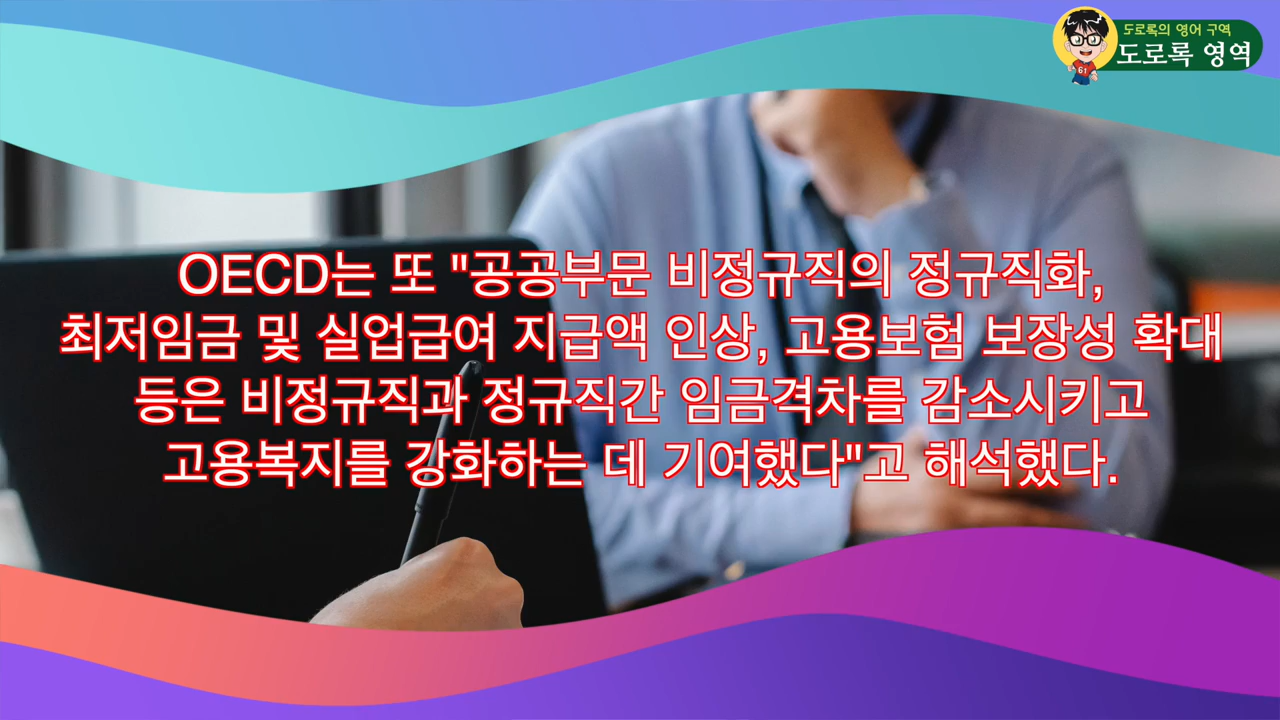 도로록의 영어 구역
도로록 영역
61
OECD는 또 "공공부문 비정규직의 정규직화,
최저임금 및 실업급여 지급액 인상, 고용보험 보장성 확대
등은 비정규직과 정규직간 임금격차를 감소시키고
고용복지를 강화하는 데 기여했다"고 해석했다.